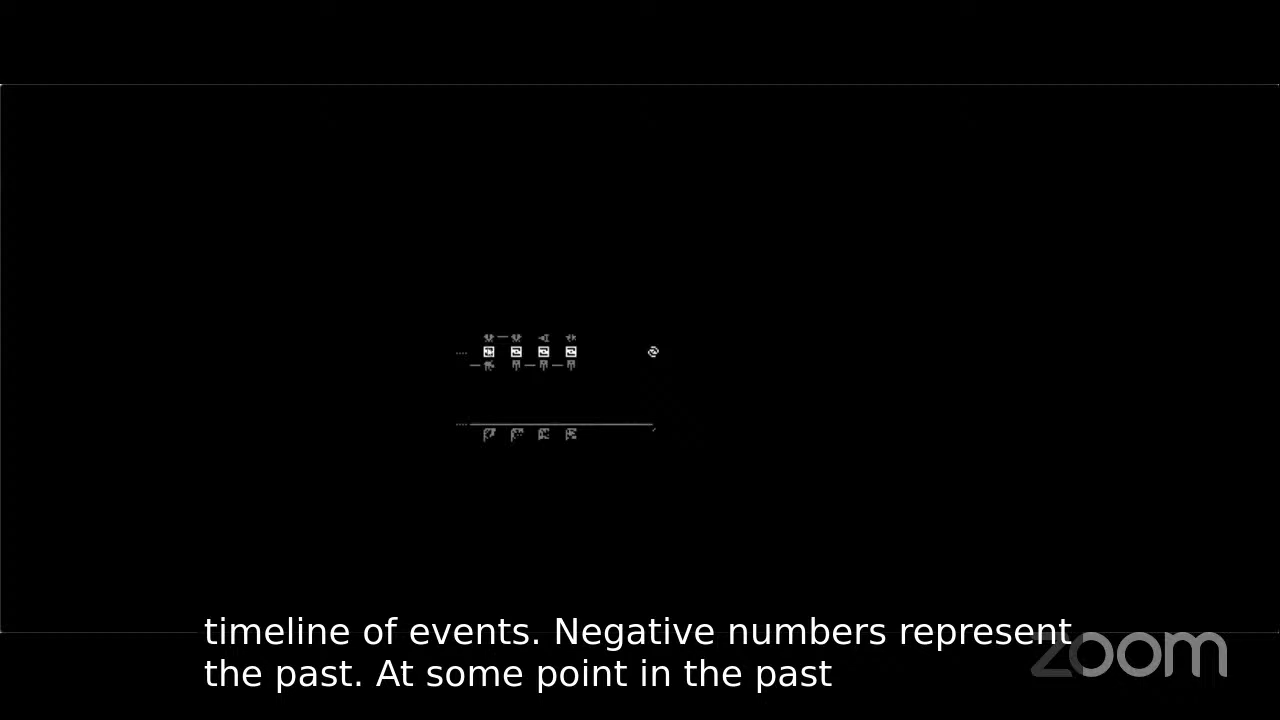 timeline of events. Negative numbers represent
the past. At some point in the past
zoom